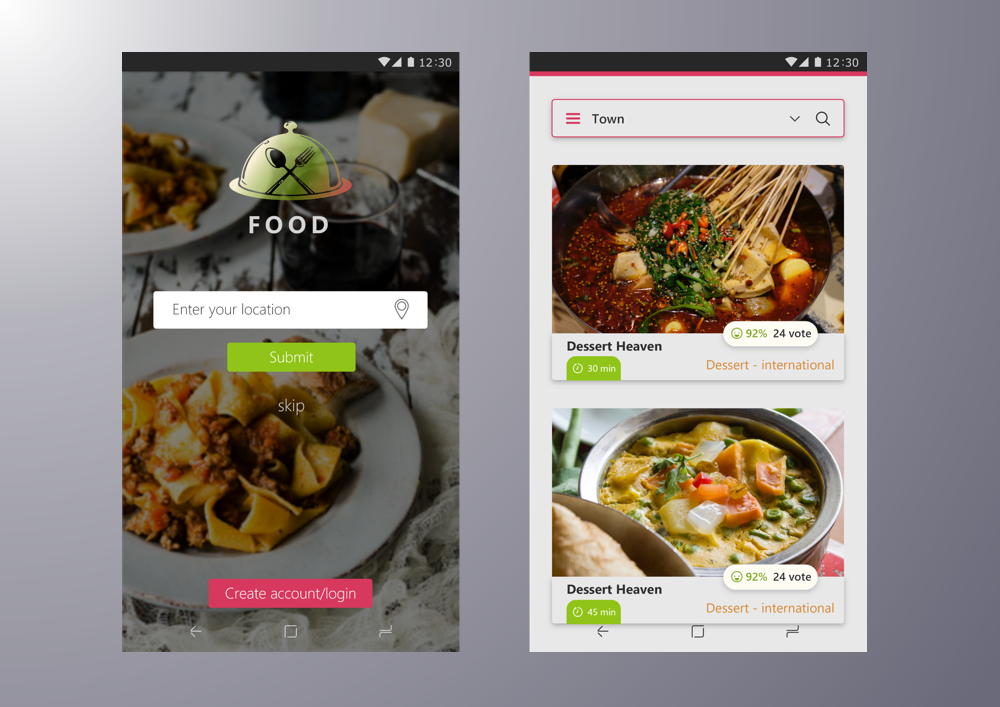 12:30
FOOD
Enter your location
Submit
skip
Create account/login
12:30
Town
92% 24 vote
Dessert Heaven
30 min
Dessert - international
92% 24 vote
Dessert Heaven
45 min
Dessert - international